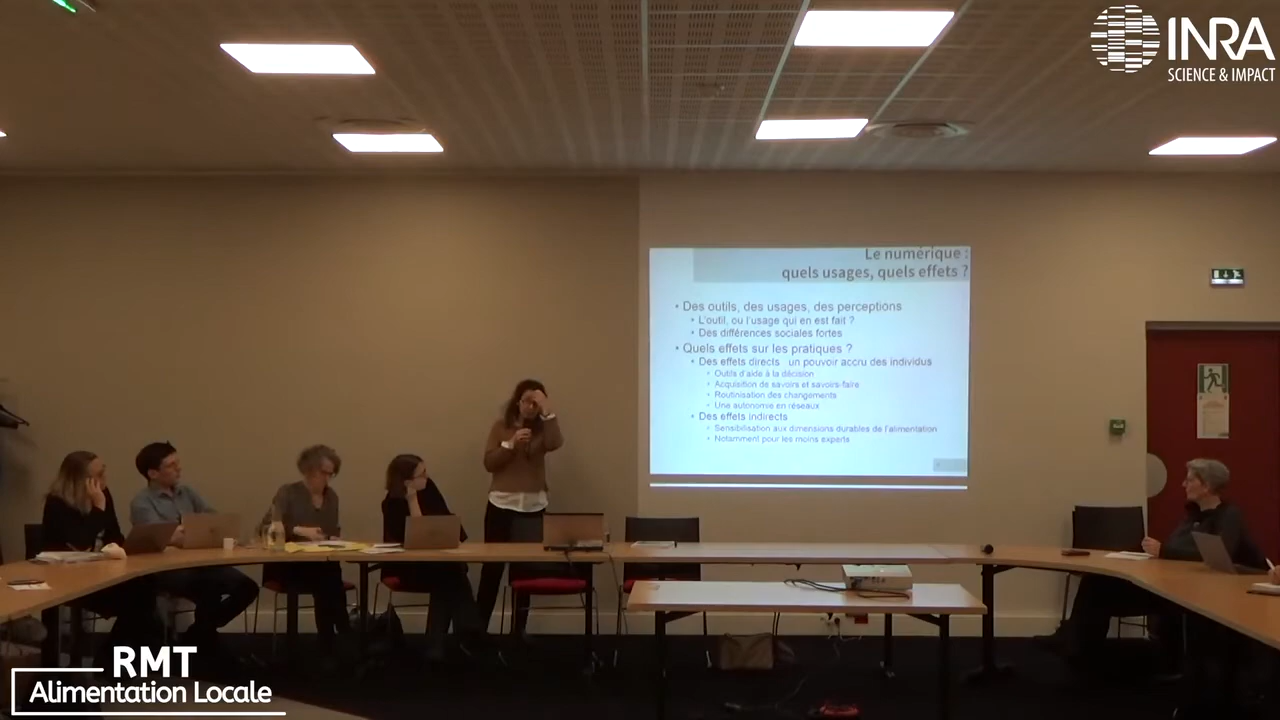 INRA
SCIENCE & IMPACT
Le numérique :
quels usages, quels effets ?
• Des outils, des usages, des perceptions
• L'outil, ou l'usage qui en est fait ?
• Des différences sociales fortes
• Quels effets sur les pratiques ?
• Des effets directs : un pouvoir accru des individus
• Outils d'aide à la décision
• Acquisition de savoirs et savoirs-faire
• Routinisation des changements
• Une autonomie en réseaux
• Des effets indirects
• Sensibilisation aux dimensions durables de l'alimentation
• Notamment pour les moins experts
RMT
Alimentation Locale